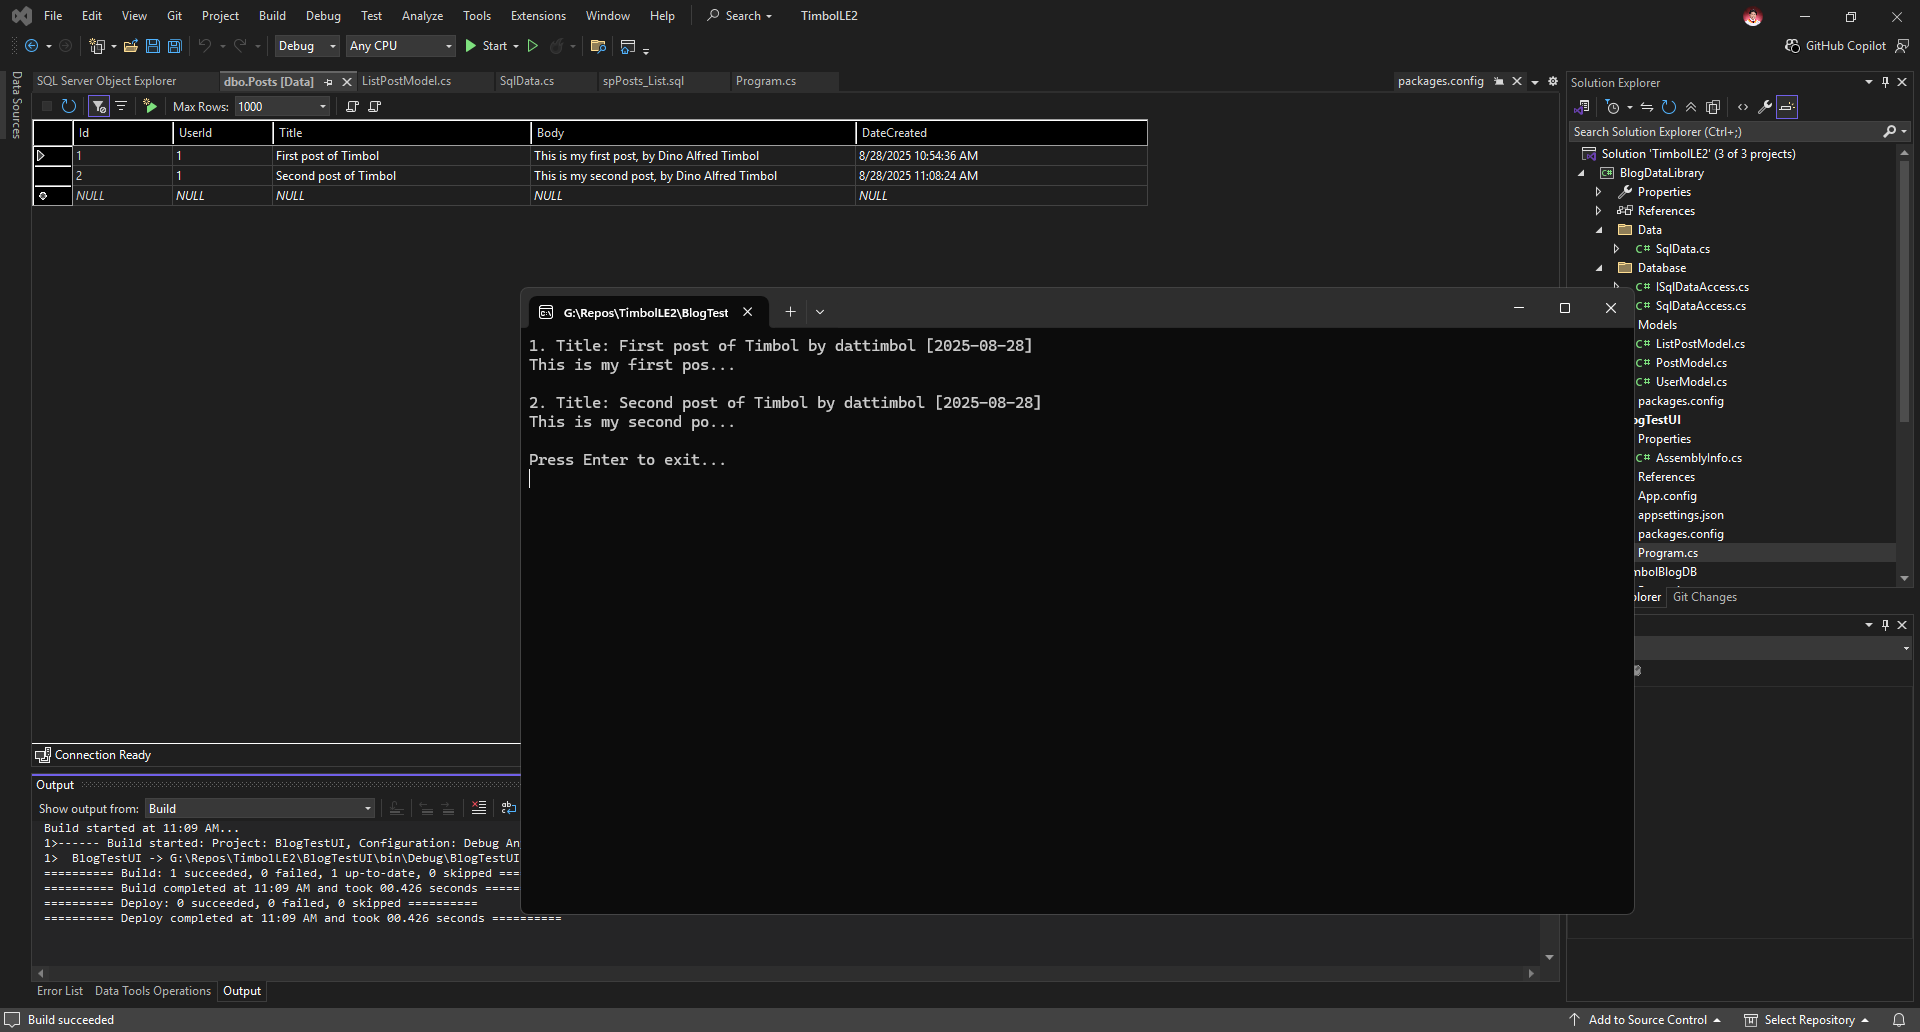 File Edit View Git Project Build Debug Test Analyze Tools Extensions Window Help Search TimbolLE2
Debug Any CPU Start GitHub Copilot
Data Sources
SQL Server Object Explorer dbo.Posts [Data] ListPostModel.cs SqlData.cs spPosts_List.sql Program.cs packages.config
Max Rows: 1000
Id UserId Title Body DateCreated
1 1 First post of Timbol This is my first post, by Dino Alfred Timbol 8/28/2025 10:54:36 AM
2 1 Second post of Timbol This is my second post, by Dino Alfred Timbol 8/28/2025 11:08:24 AM
NULL NULL NULL NULL NULL
G:\Repos\TimbolLE2\BlogTest
1. Title: First post of Timbol by dattimbol [2025-08-28]
This is my first pos...
2. Title: Second post of Timbol by dattimbol [2025-08-28]
This is my second po...
Press Enter to exit...
Connection Ready
Output
Show output from: Build
Build started at 11:09 AM...
1>------ Build started: Project: BlogTestUI, Configuration: Debug An
1>  BlogTestUI -> G:\Repos\TimbolLE2\BlogTestUI\bin\Debug\BlogTestUI
========== Build: 1 succeeded, 0 failed, 1 up-to-date, 0 skipped ===
========== Build completed at 11:09 AM and took 00.426 seconds =====
========== Deploy: 0 succeeded, 0 failed, 0 skipped ==========
========== Deploy completed at 11:09 AM and took 00.426 seconds ==========
Error List Data Tools Operations Output
Solution Explorer
Search Solution Explorer (Ctrl+;)
Solution 'TimbolLE2' (3 of 3 projects)
BlogDataLibrary
Properties
References
Data
C# SqlData.cs
Database
C# ISqlDataAccess.cs
C# SqlDataAccess.cs
Models
C# ListPostModel.cs
C# PostModel.cs
C# UserModel.cs
packages.config
ogTestUI
Properties
C# AssemblyInfo.cs
References
App.config
appsettings.json
packages.config
Program.cs
mbolBlogDB
plorer Git Changes
Build succeeded Add to Source Control Select Repository